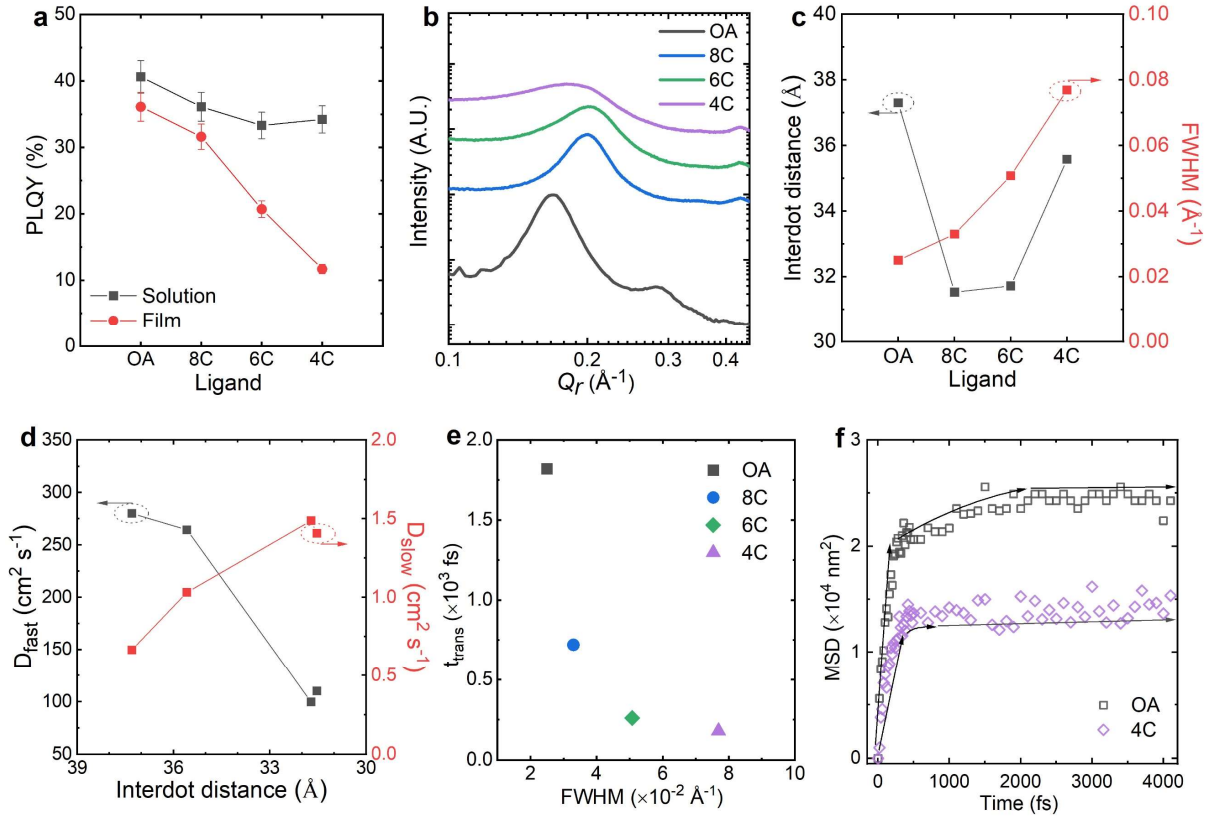 a
PLQY (%)
50
40
30
20
10
0
Solution
Film
OA
8C
6C
4C
Ligand
b
Intensity (A.U.)
OA
8C
6C
4C
0.1
0.2
0.3
0.4
Qr (Å-1)
c
Interdot distance (Å)
40
38
36
34
32
30
OA
8C
6C
4C
Ligand
0.10
0.08
0.06
0.04
0.02
0.00
FWHM (Å-1)
d
Dfast (cm2 s-1)
350
300
250
200
150
100
50
39
36
33
30
Interdot distance (Å)
2.0
1.5
1.0
0.5
0.0
Dslow (cm2 s-1)
e
ttrans (×10³ fs)
2.0
1.5
1.0
0.5
0.0
OA
8C
6C
4C
2
4
6
8
10
FWHM (×10-2 Å-1)
f
MSD (×10⁴ nm2)
3
2
1
0
OA
4C
0
1000
2000
3000
4000
Time (fs)